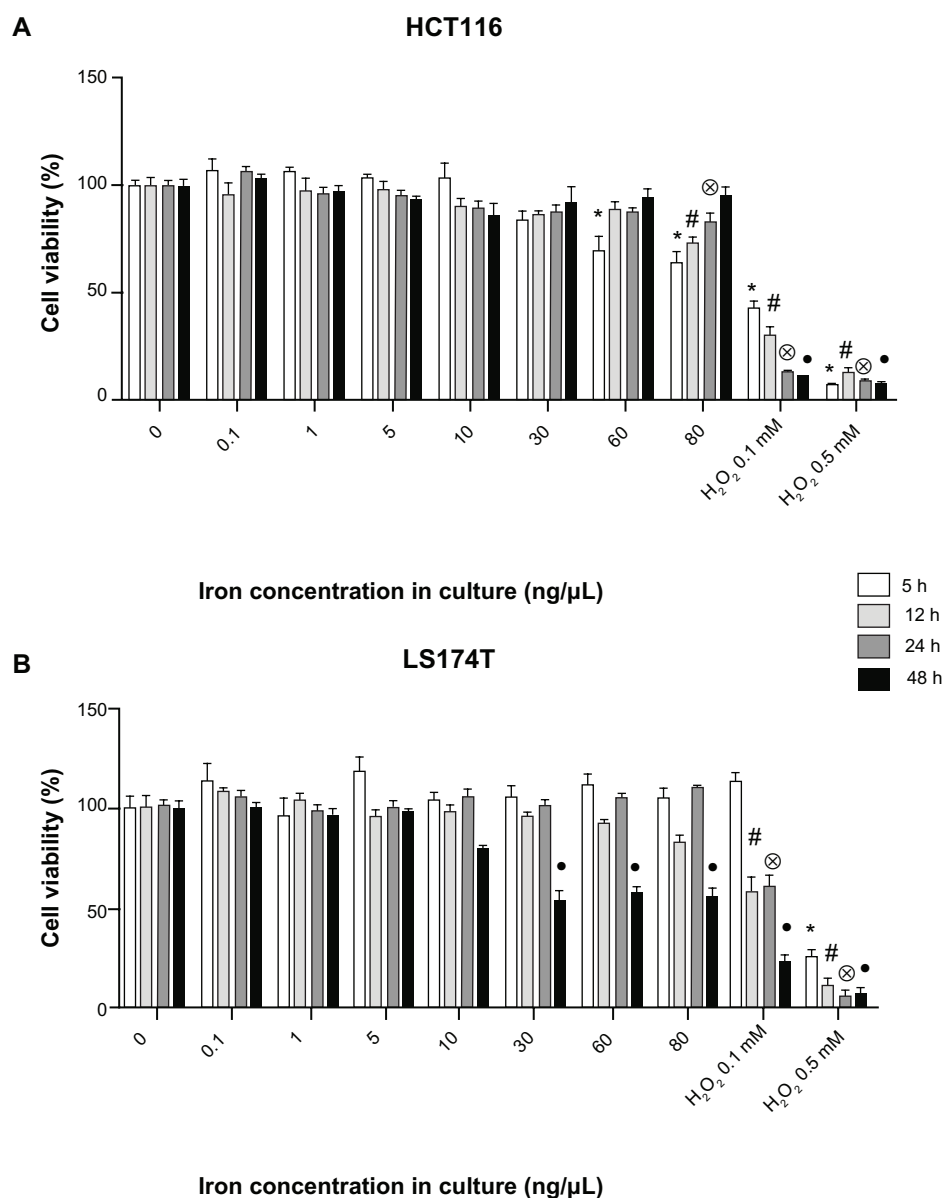 A
HCT116
150
100
50
0
Cell viability (%)
* * # ⊗ * # ⊗ • * # ⊗ •
0 0.1 1 5 10 30 60 80 H₂O₂ 0.1 mM H₂O₂ 0.5 mM
Iron concentration in culture (ng/µL)
5 h
12 h
24 h
48 h
B
LS174T
150
100
50
0
Cell viability (%)
• • • # ⊗ • * # ⊗ •
0 0.1 1 5 10 30 60 80 H₂O₂ 0.1 mM H₂O₂ 0.5 mM
Iron concentration in culture (ng/µL)